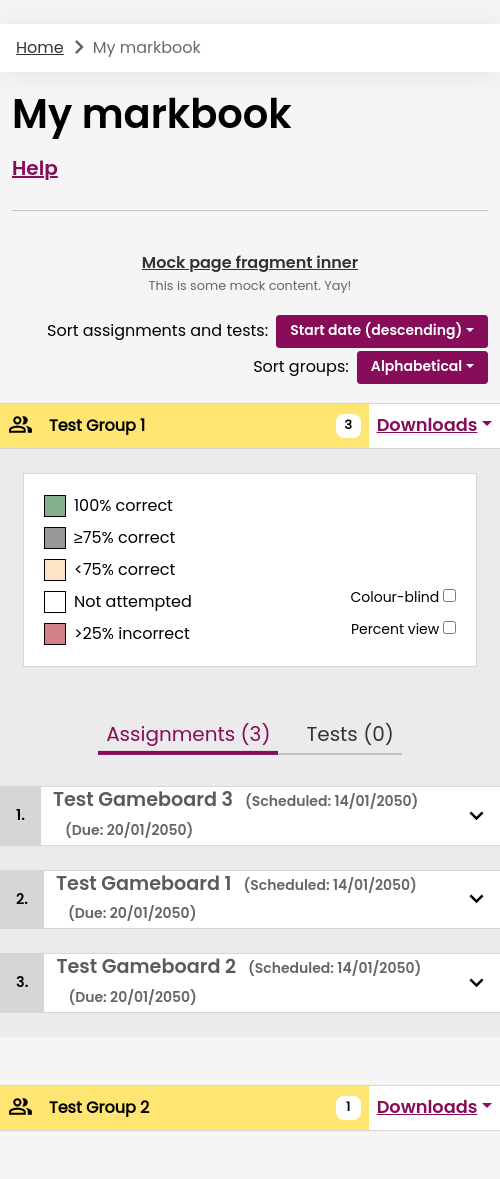 Home My markbook
My markbook
Help
Mock page fragment inner
This is some mock content. Yay!
Sort assignments and tests: Start date (descending)
Sort groups: Alphabetical
Test Group 1 3 Downloads
100% correct
≥75% correct
<75% correct
Not attempted Colour-blind
>25% incorrect Percent view
Assignments (3) Tests (0)
1. Test Gameboard 3 (Scheduled: 14/01/2050)
(Due: 20/01/2050)
2. Test Gameboard 1 (Scheduled: 14/01/2050)
(Due: 20/01/2050)
3. Test Gameboard 2 (Scheduled: 14/01/2050)
(Due: 20/01/2050)
Test Group 2 1 Downloads